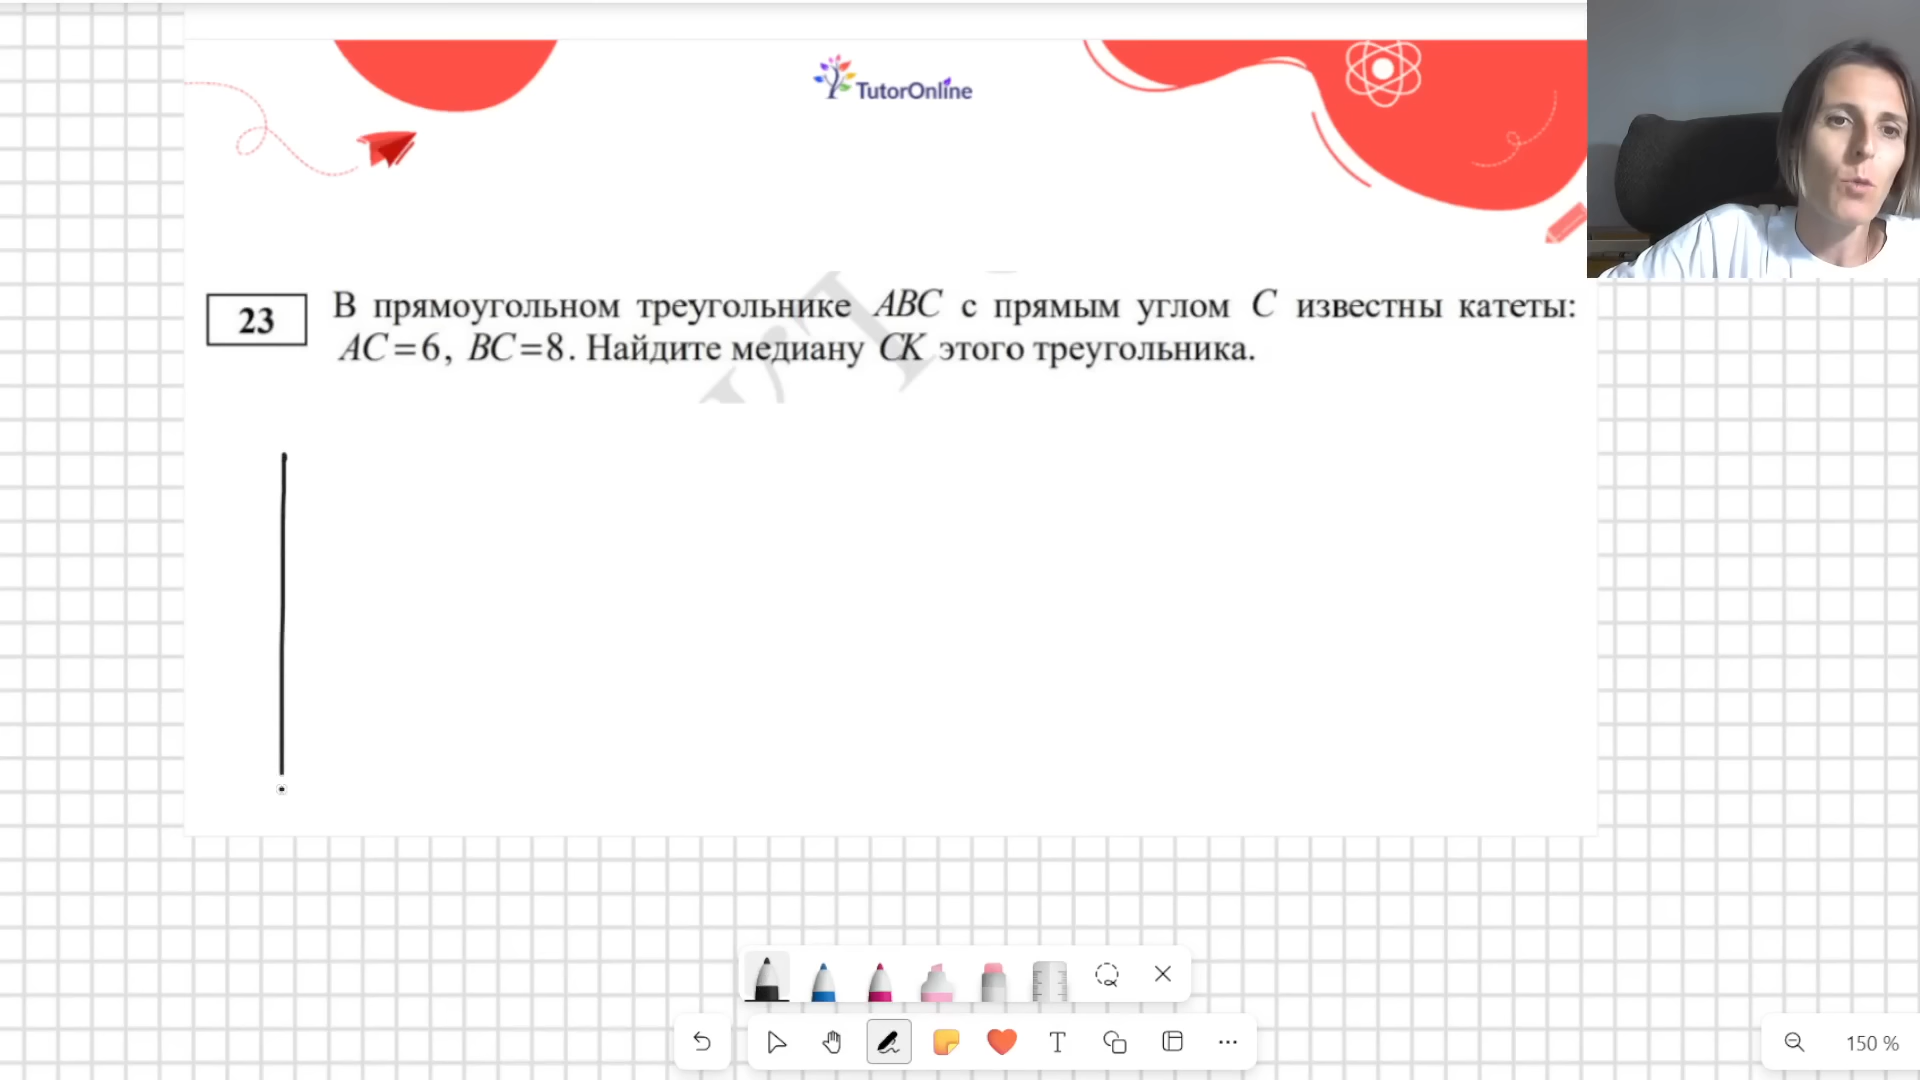 TutorOnline
23
В прямоугольном треугольнике ABC с прямым углом C известны катеты:
AC=6, BC=8. Найдите медиану CK этого треугольника.
T
150 %